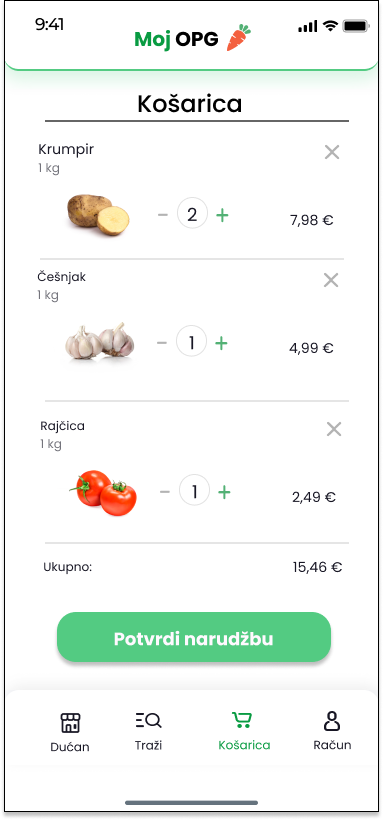 9:41
Moj OPG
Košarica
Krumpir
1 kg
− 2 + 7,98 €
Češnjak
1 kg
− 1 + 4,99 €
Rajčica
1 kg
− 1 + 2,49 €
Ukupno: 15,46 €
Potvrdi narudžbu
Dućan Traži Košarica Račun